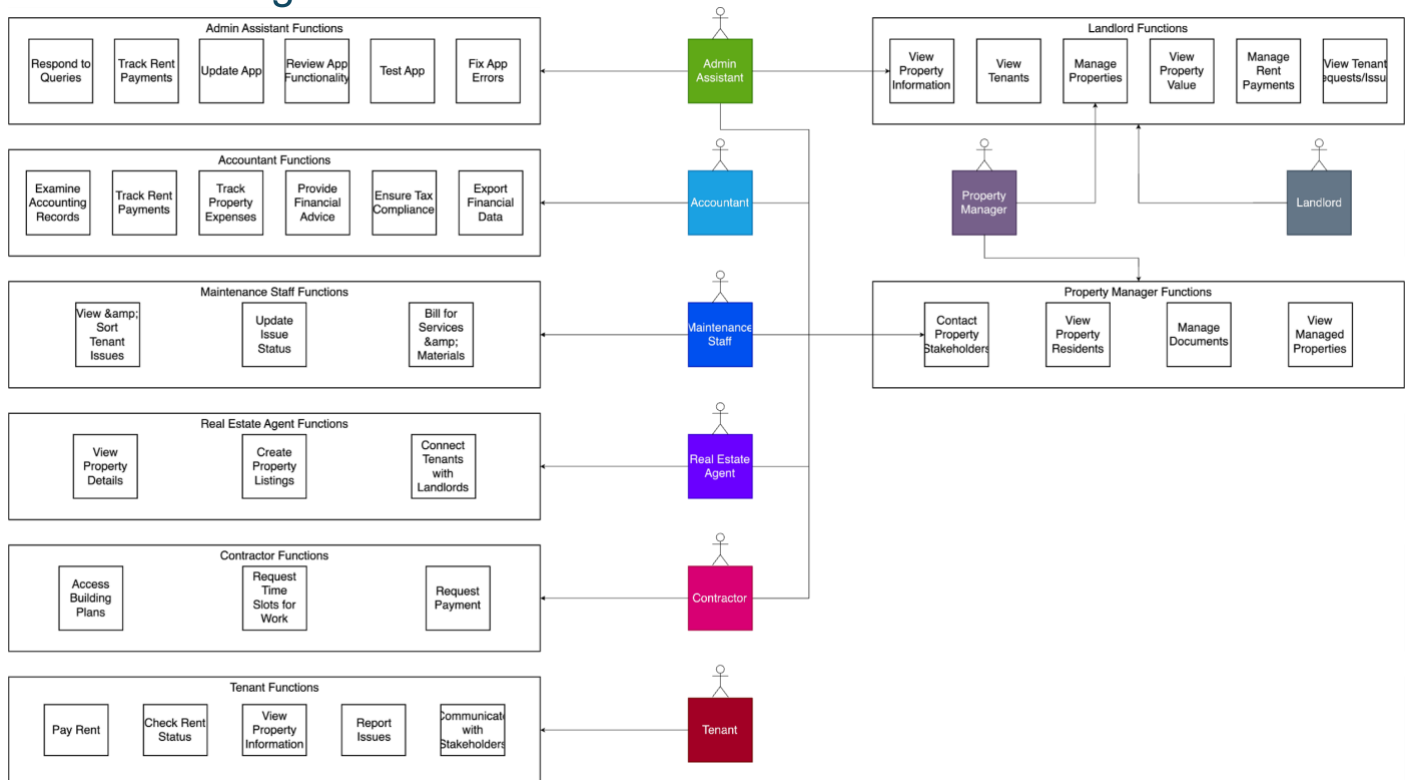 Admin Assistant Functions
Respond to
Queries
Track Rent
Payments
Update App
Review App
Functionality
Test App
Fix App
Errors
Admin
Assistant
Landlord Functions
View
Property
Information
View
Tenants
Manage
Properties
View
Property
Value
Manage
Rent
Payments
View Tenant
equests/Issu
Accountant Functions
Examine
Accounting
Records
Track Rent
Payments
Track
Property
Expenses
Provide
Financial
Advice
Ensure Tax
Compliance
Export
Financial
Data
Accountant
Property
Manager
Landlord
Maintenance Staff Functions
View &amp;
Sort
Tenant
Issues
Update
Issue
Status
Bill for
Services
&amp;
Materials
Maintenance
Staff
Property Manager Functions
Contact
Property
Stakeholders
View
Property
Residents
Manage
Documents
View
Managed
Properties
Real Estate Agent Functions
View
Property
Details
Create
Property
Listings
Connect
Tenants
with
Landlords
Real Estate
Agent
Contractor Functions
Access
Building
Plans
Request
Time
Slots for
Work
Request
Payment
Contractor
Tenant Functions
Pay Rent
Check Rent
Status
View
Property
Information
Report
Issues
Communicate
with
Stakeholders
Tenant